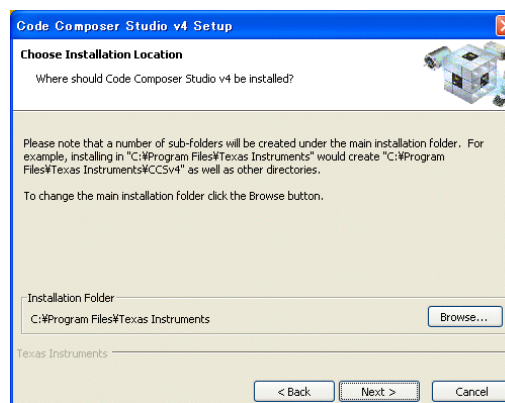 Code Composer Studio v4 Setup
Choose Installation Location
Where should Code Composer Studio v4 be installed?
Please note that a number of sub-folders will be created under the main installation folder. For
example, installing in "C:¥Program Files¥Texas Instruments" would create "C:¥Program
Files¥Texas Instruments¥CCSv4" as well as other directories.
To change the main installation folder click the Browse button.
Installation Folder
C:¥Program Files¥Texas Instruments
Browse...
Texas Instruments
< Back
Next >
Cancel